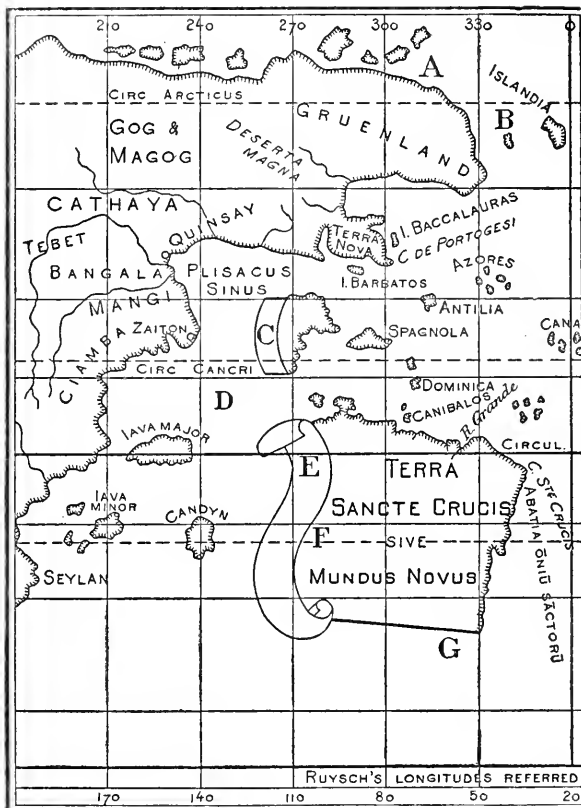 210 240 270 300 330 0
A
ISLANDIA
CIRC ARCTICUS
B
GOG &
MAGOG
GRUENLAND
DESERTA
MAGNA
CATHAYA
QUINSAY
TERRA
NOVA
I. BACCALAURAS
C DE PORTOGESI
TEBET
BANGALA
PLISACUS
SINUS
I. BARBATOS
AZORES
MANGI
ANTILIA
C
CIAMBA
ZAITON
SPAGNOLA
CANA
CIRC CANCRI
D
DOMINICA
CANIBALOS
R. Grande
IAVA MAJOR
CIRCUL.
E
TERRA
SANCTE CRUCIS
C. STE CRUCIS
IAVA
MINOR
CANDYN
F
SIVE
ABATIA ŌNIŪ SĀCTORŪ
SEYLAN
MUNDUS NOVUS
G
RUYSCH'S LONGITUDES REFERRED
170 140 110 80 50 20